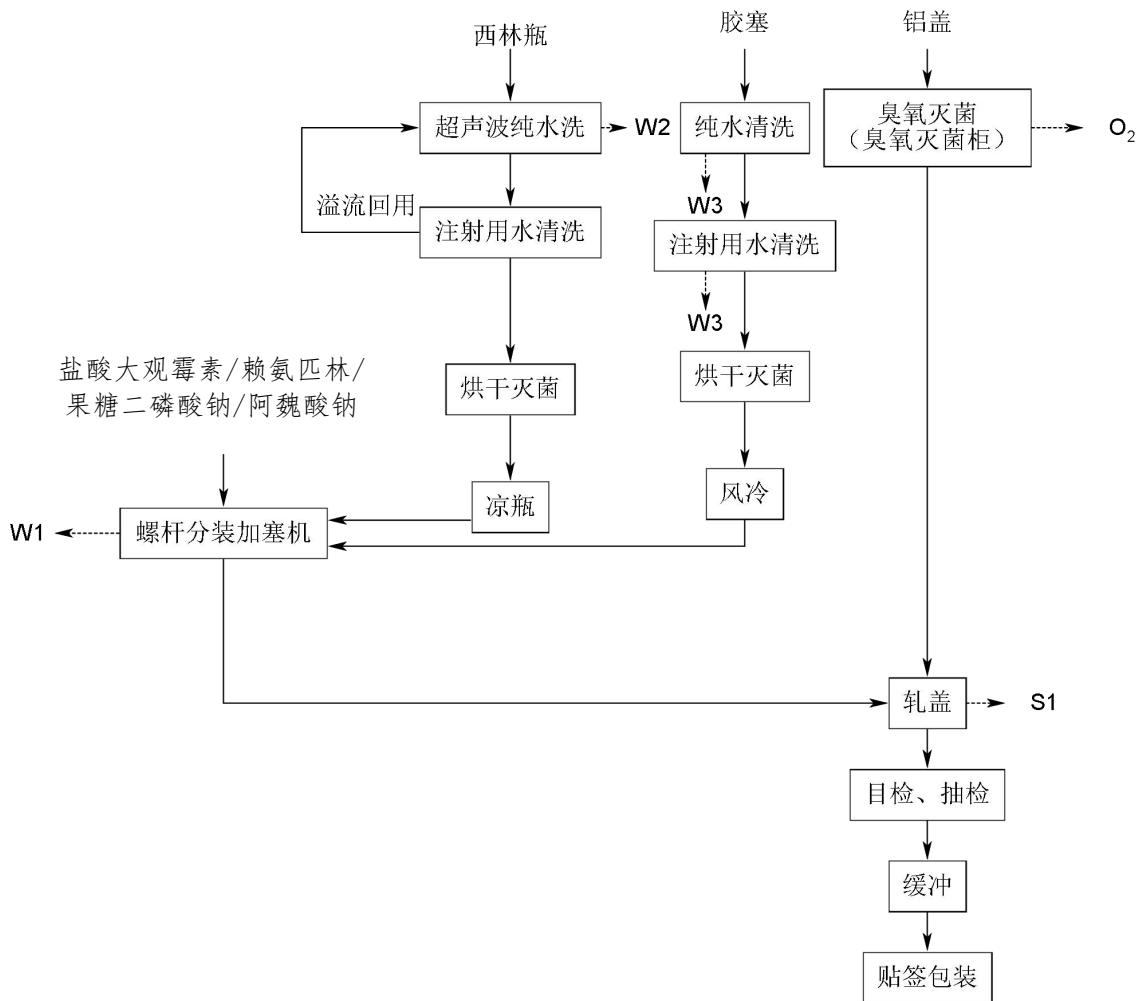 西林瓶
胶塞
铝盖
超声波纯水洗
W2
纯水清洗
臭氧灭菌
（臭氧灭菌柜）
O2
溢流回用
W3
注射用水清洗
注射用水清洗
W3
盐酸大观霉素/赖氨匹林/
果糖二磷酸钠/阿魏酸钠
烘干灭菌
烘干灭菌
凉瓶
风冷
W1
螺杆分装加塞机
轧盖
S1
目检、抽检
缓冲
贴签包装